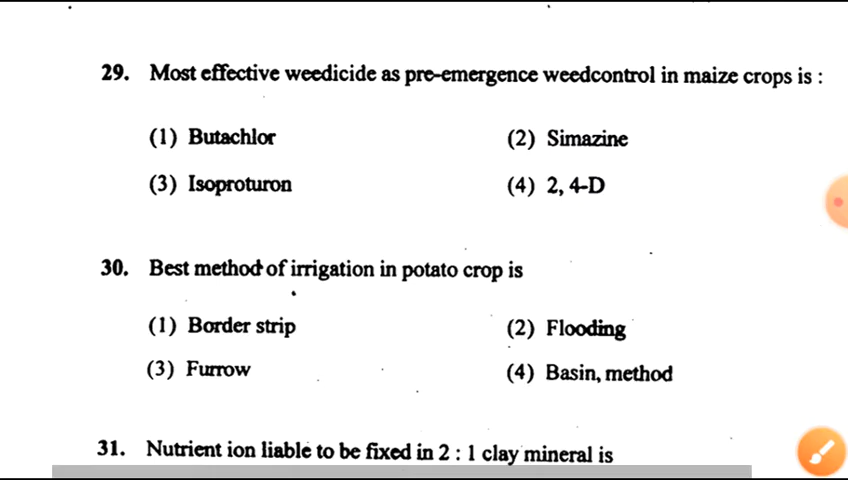 29. Most effective weedicide as pre-emergence weedcontrol in maize crops is :
(1) Butachlor (2) Simazine
(3) Isoproturon (4) 2, 4-D
30. Best method of irrigation in potato crop is
(1) Border strip (2) Flooding
(3) Furrow (4) Basin, method
31. Nutrient ion liable to be fixed in 2 : 1 clay mineral is